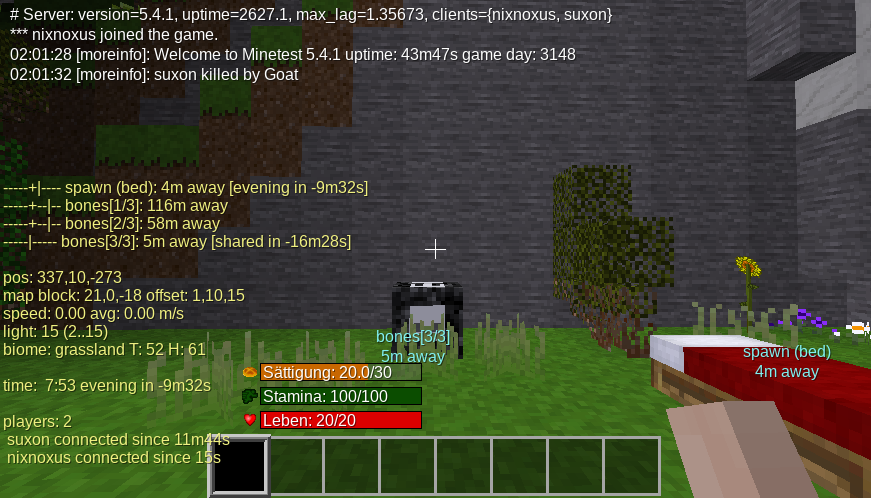 # Server: version=5.4.1, uptime=2627.1, max_lag=1.35673, clients={nixnoxus, suxon}
*** nixnoxus joined the game.
02:01:28 [moreinfo]: Welcome to Minetest 5.4.1 uptime: 43m47s game day: 3148
02:01:32 [moreinfo]: suxon killed by Goat
-----+|---- spawn (bed): 4m away [evening in -9m32s]
-----+--|-- bones[1/3]: 116m away
-----+--|-- bones[2/3]: 58m away
-----|----- bones[3/3]: 5m away [shared in -16m28s]
pos: 337,10,-273
map block: 21,0,-18 offset: 1,10,15
speed: 0.00 avg: 0.00 m/s
light: 15 (2..15)
biome: grassland T: 52 H: 61
time:  7:53 evening in -9m32s
players: 2
suxon connected since 11m44s
nixnoxus connected since 15s
bones[3/3]
5m away
spawn (bed)
4m away
Sättigung: 20.0/30
Stamina: 100/100
Leben: 20/20